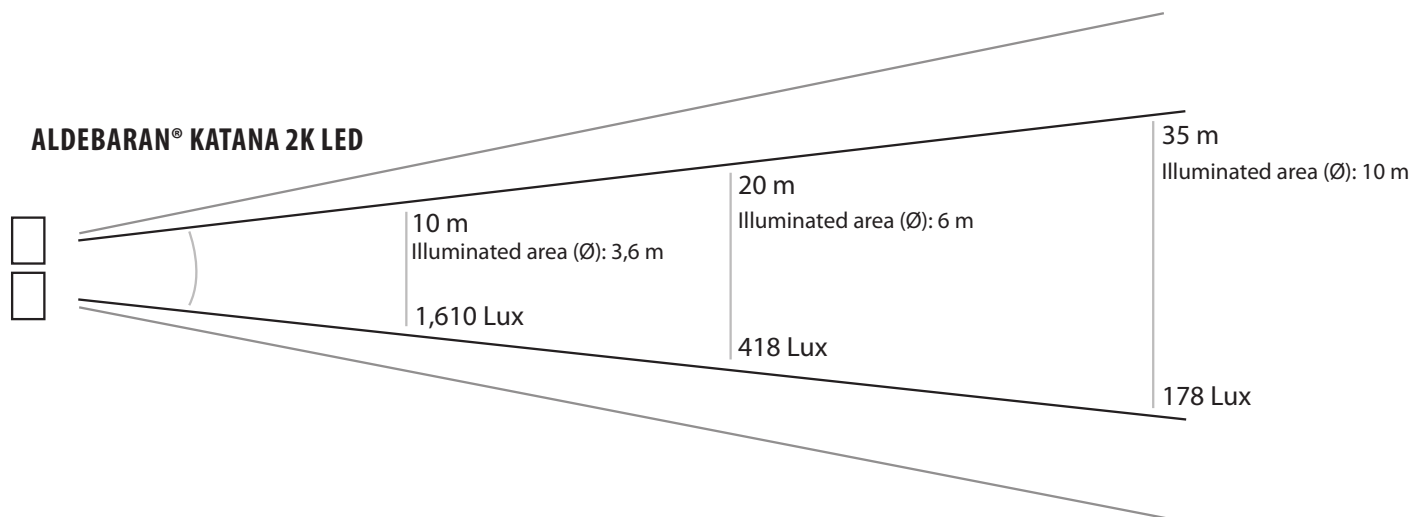 ALDEBARAN® KATANA 2K LED
10 m
Illuminated area (Ø): 3,6 m
1,610 Lux
20 m
Illuminated area (Ø): 6 m
418 Lux
35 m
Illuminated area (Ø): 10 m
178 Lux